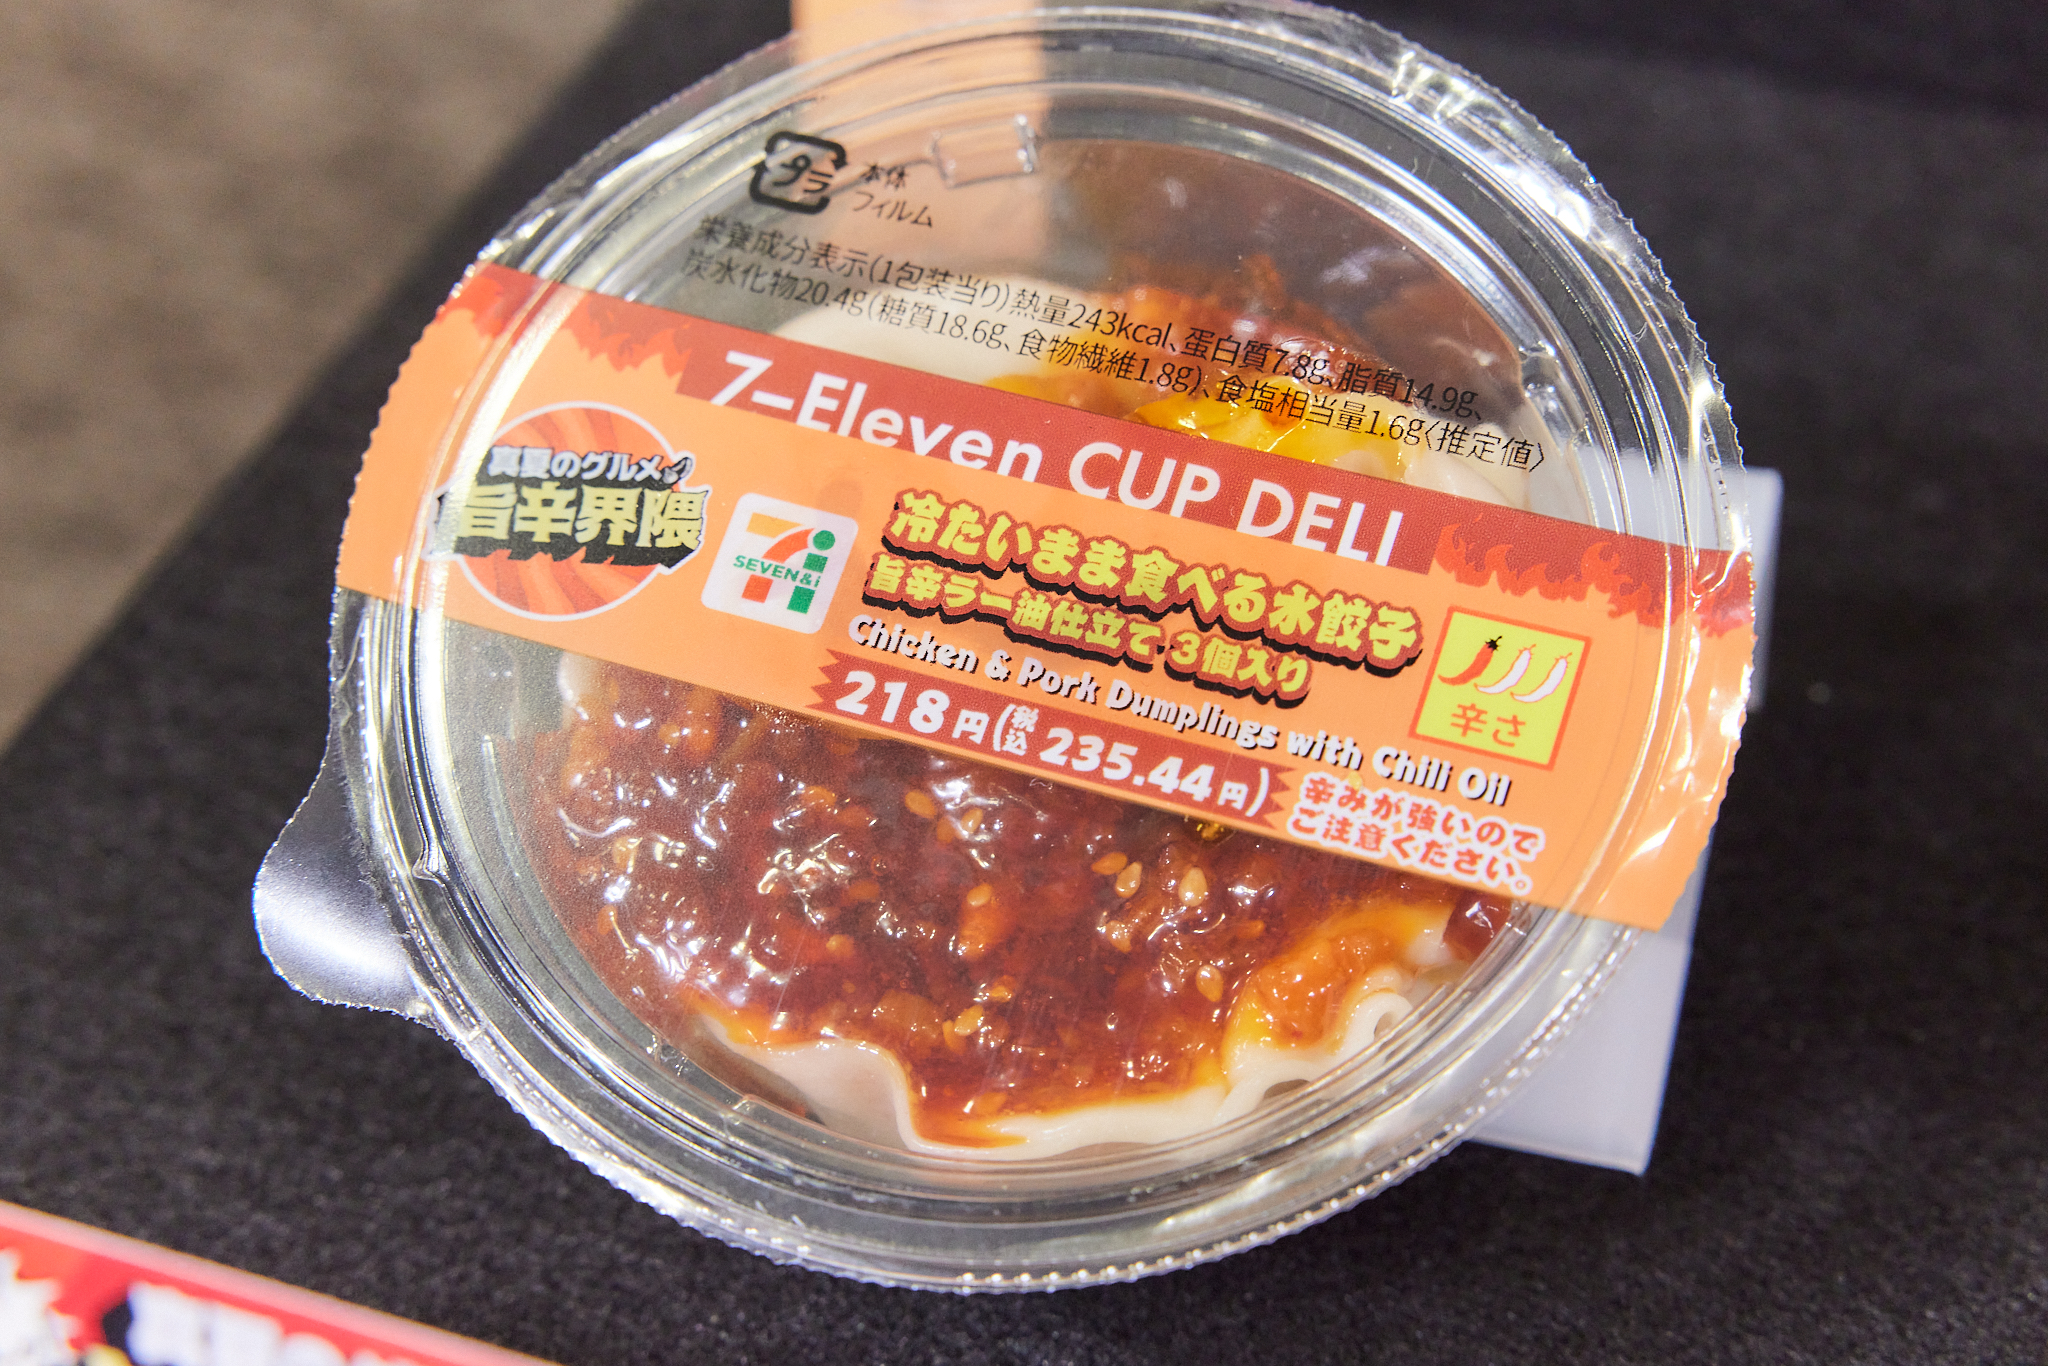 プラ
本体
フィルム
栄養成分表示(1包装当り)熱量243kcal、蛋白質7.8g、脂質14.9g、
炭水化物20.4g(糖質18.6g、食物繊維1.8g)、食塩相当量1.6g〈推定値〉
7-Eleven CUP DELI
真夏のグルメ
旨辛界隈
SEVEN&i
冷たいまま食べる水餃子
旨辛ラー油仕立て 3個入り
Chicken & Pork Dumplings with Chili Oil
218円(税込 235.44円)
辛さ
辛みが強いので
ご注意ください。